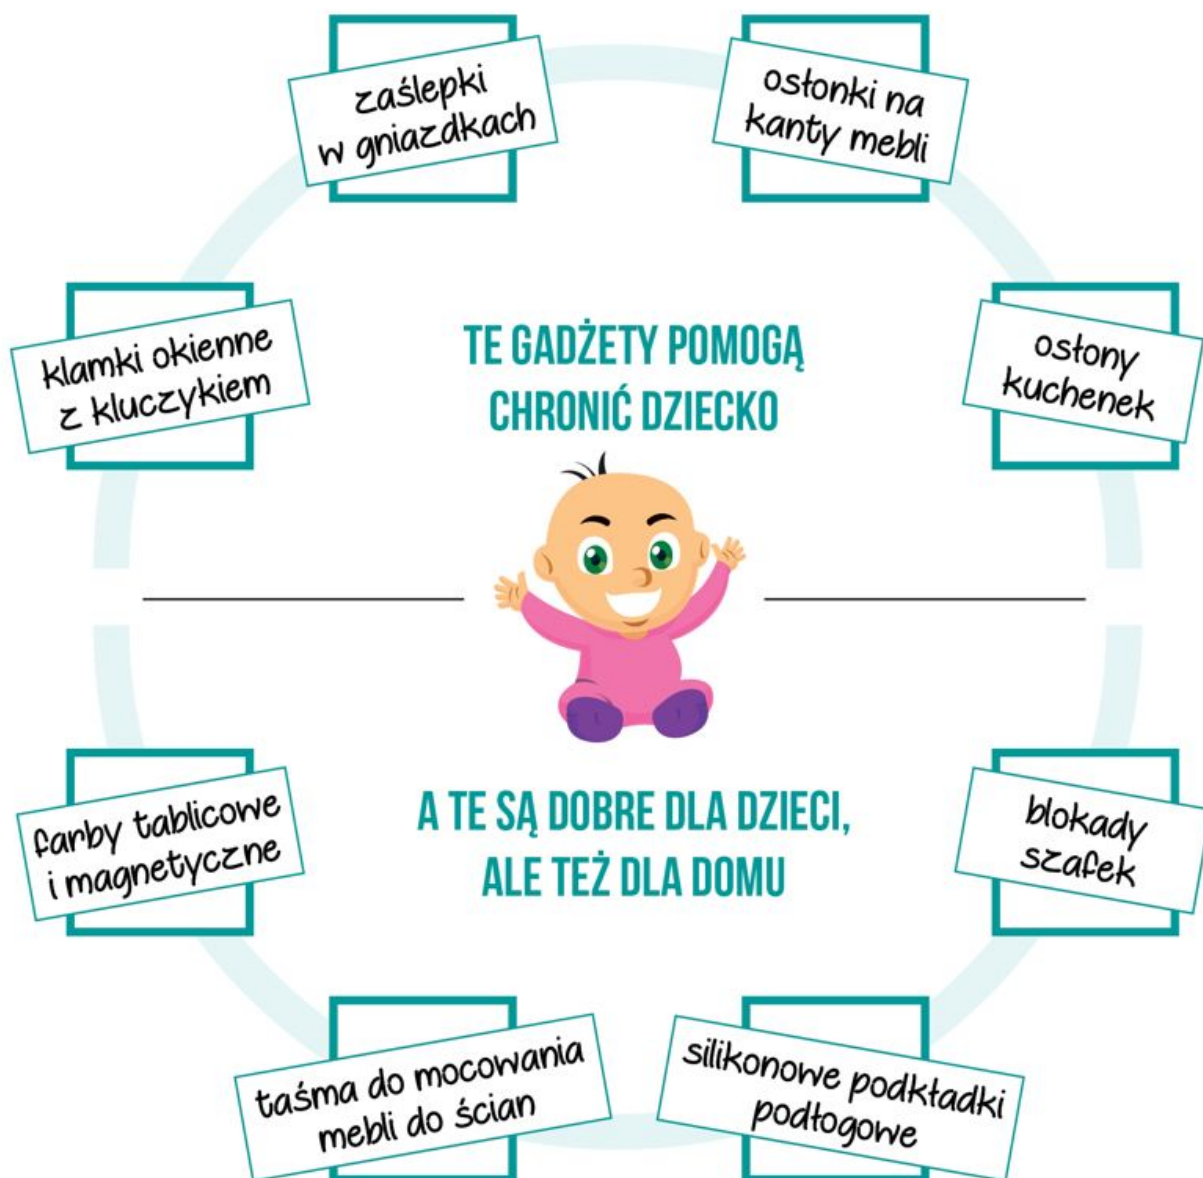 zaślepki
w gniazdkach
osłonki na
kanty mebli
klamki okienne
z kluczykiem
TE GADŻETY POMOGĄ
CHRONIĆ DZIECKO
osłony
kuchenek
farby tablicowe
i magnetyczne
A TE SĄ DOBRE DLA DZIECI,
ALE TEŻ DLA DOMU
blokady
szafek
taśma do mocowania
mebli do ścian
silikonowe podkładki
podłogowe